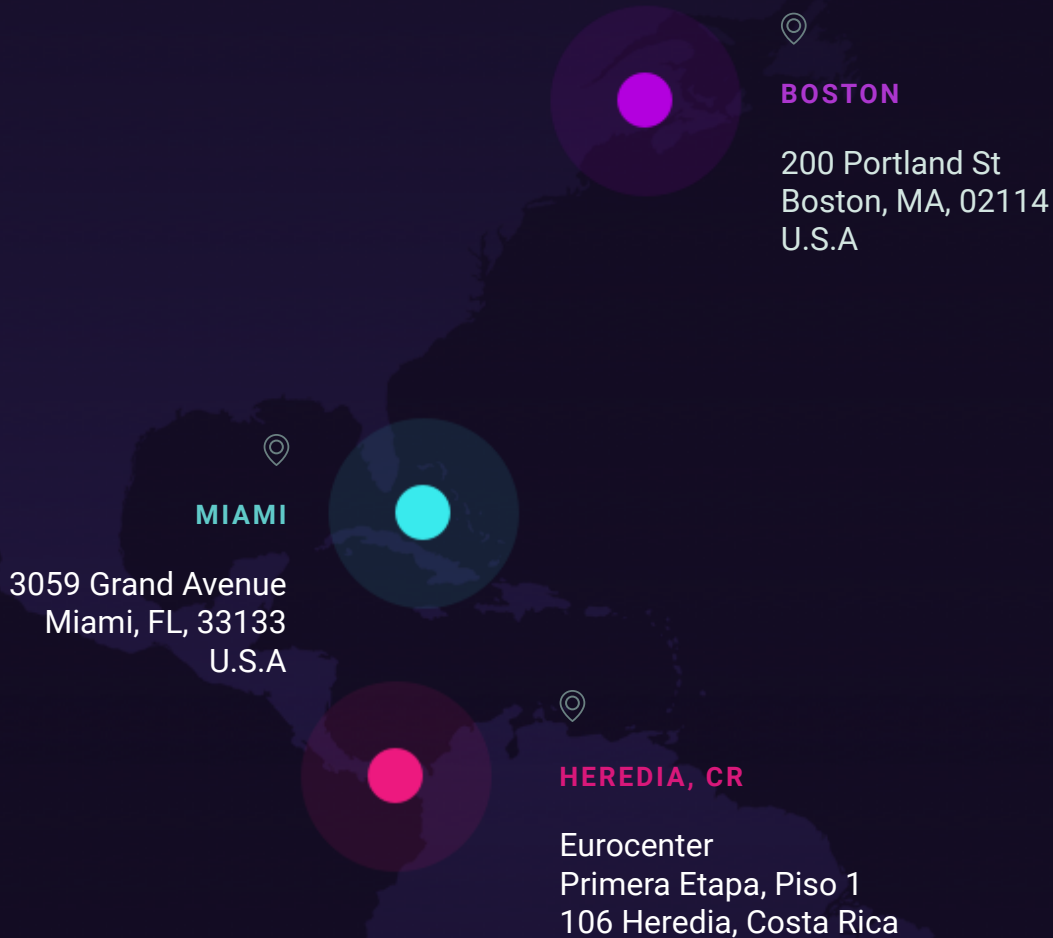 BOSTON
200 Portland St
Boston, MA, 02114
U.S.A
MIAMI
3059 Grand Avenue
Miami, FL, 33133
U.S.A
HEREDIA, CR
Eurocenter
Primera Etapa, Piso 1
106 Heredia, Costa Rica